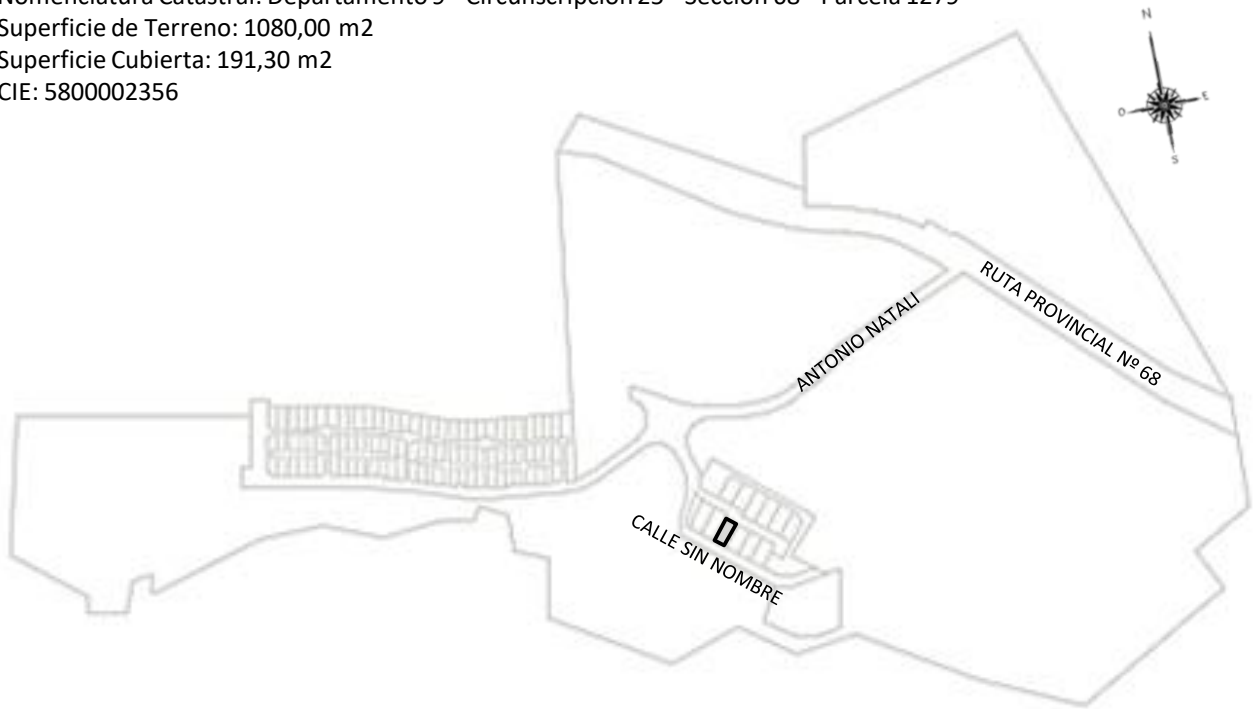 Superficie de Terreno: 1080,00 m2
Superficie Cubierta: 191,30 m2
CIE: 5800002356
N
O
E
S
RUTA PROVINCIAL Nº 68
ANTONIO NATALI
CALLE SIN NOMBRE